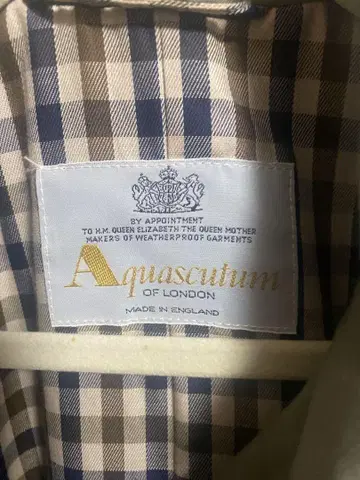 BY APPOINTMENT
TO H.M. QUEEN ELIZABETH THE QUEEN MOTHER
MAKERS OF WEATHERPROOF GARMENTS
Aquascutum
OF LONDON
MADE IN ENGLAND